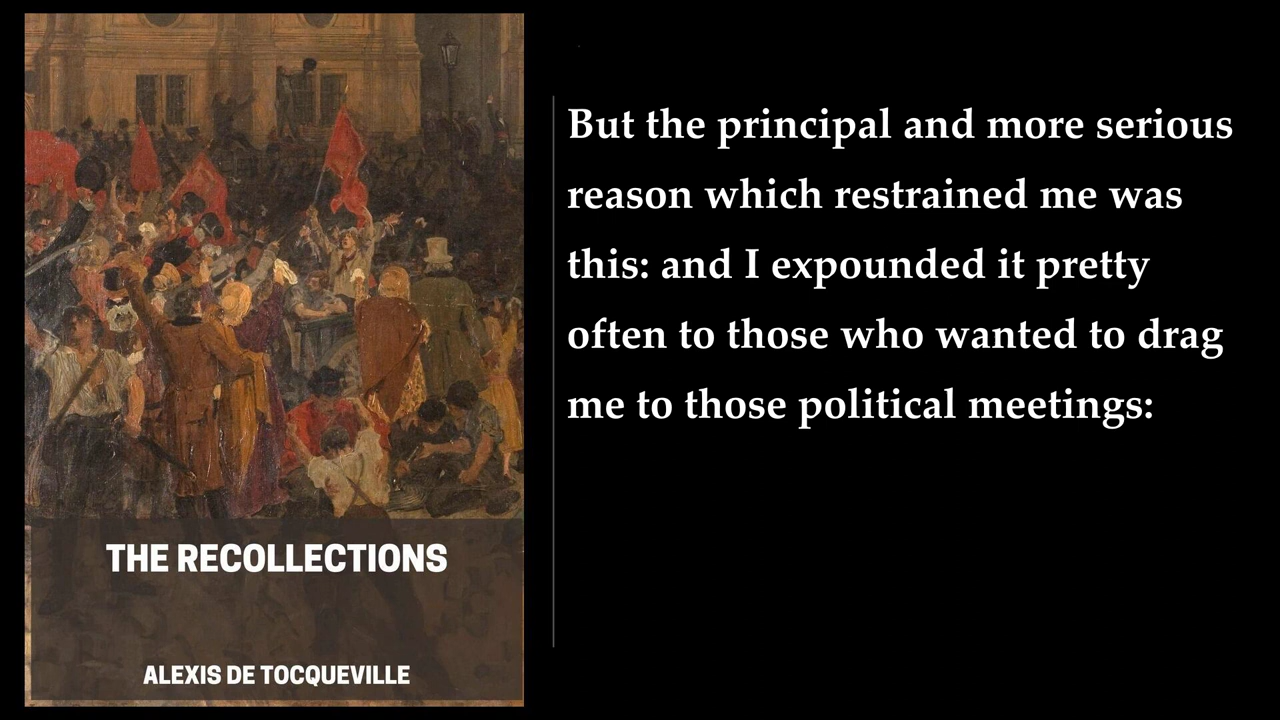 But the principal and more serious
reason which restrained me was
this: and I expounded it pretty
often to those who wanted to drag
me to those political meetings:
THE RECOLLECTIONS
ALEXIS DE TOCQUEVILLE